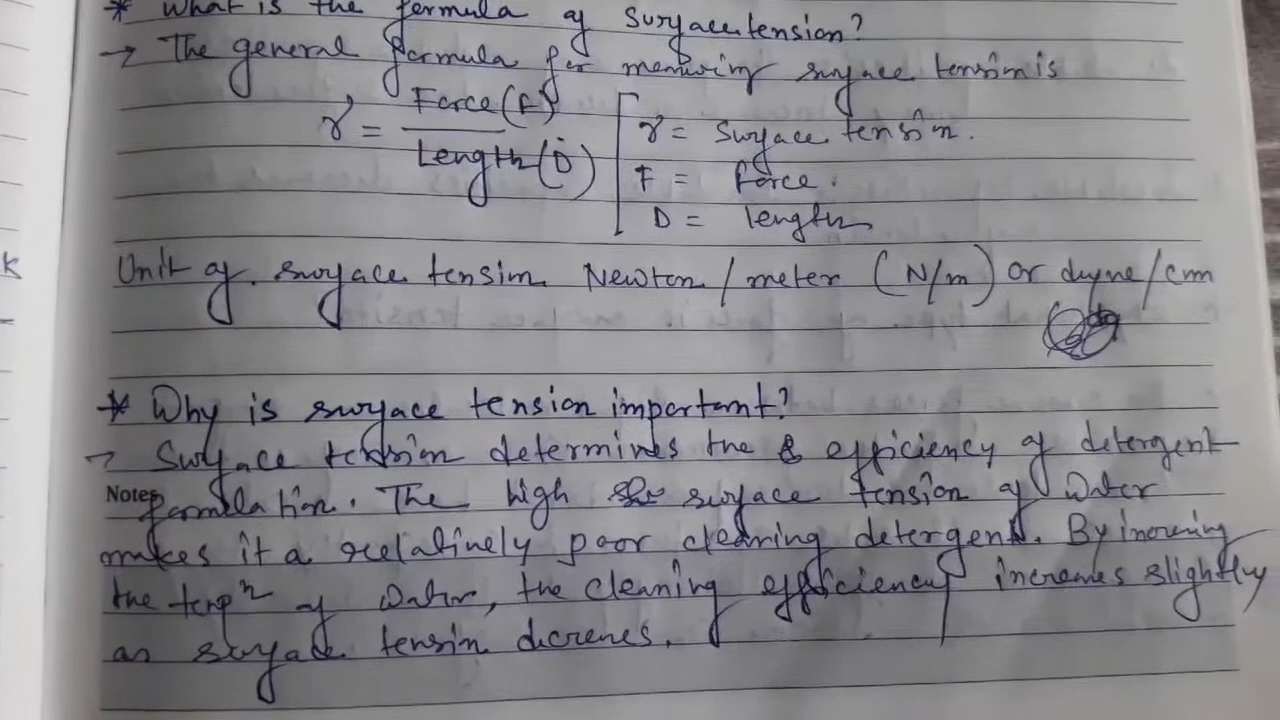 * What is the formula of Surface tension?
→ The general formula for measuring surface tension is
γ = Force(F) / Length(D)
γ = Surface tension.
F = force.
D = length
Unit of surface tension Newton / meter (N/m) or duyne/cm
* Why is surface tension important?
→ Surface tension determines the efficiency of detergent
Notes
formulation. The high surface tension of Water
makes it a relatively poor cleaning detergent. By increasing
the tempⁿ of Water, the cleaning efficiency increases slightly
as surface tension decreases.
K